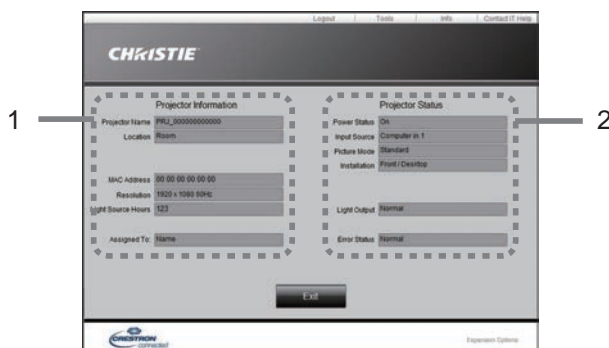 Logout Tools Info Contact IT Help
CHRISTIE
1
2
Projector Information
Projector Name PRJ_000000000000
Location Room
MAC Address 00 00 00 00 00 00
Resolution 1920 x 1080 60Hz
Light Source Hours 123
Assigned To: Name
Projector Status
Power Status On
Input Source Computer in 1
Picture Mode Standard
Installation Front / Desktop
Light Output Normal
Error Status Normal
Exit
CRESTRON
connected
Expansion Options